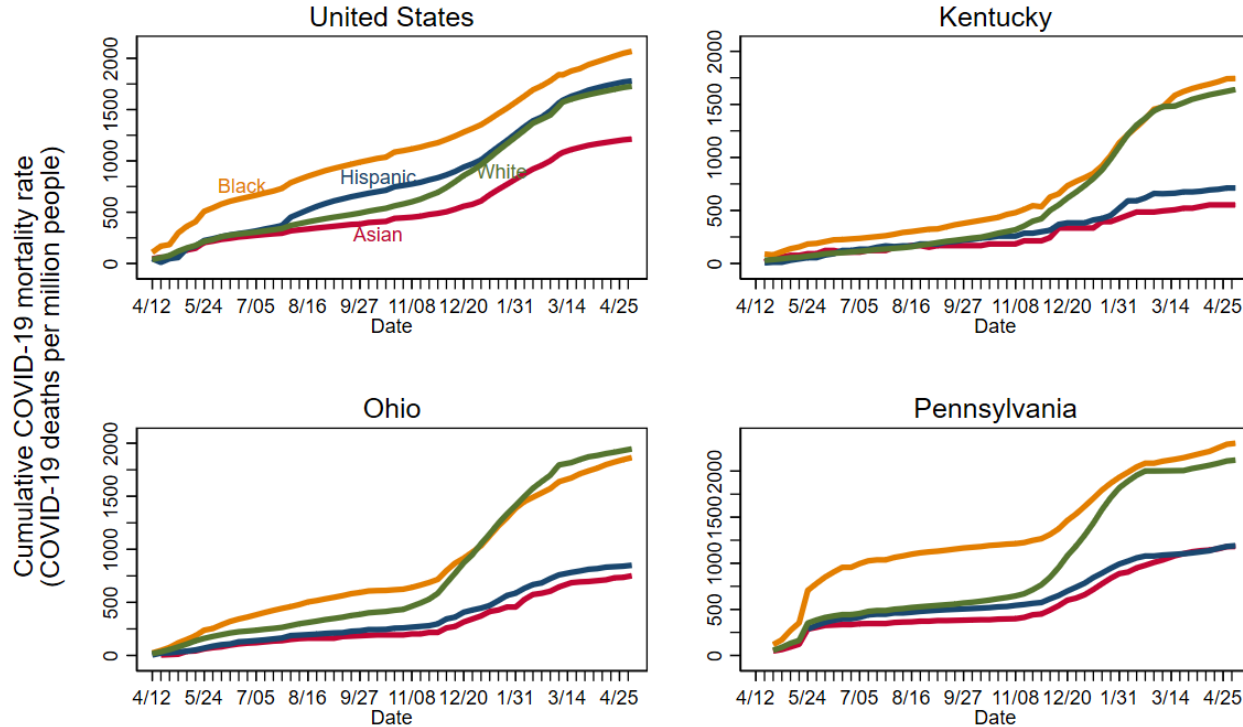 Cumulative COVID-19 mortality rate
(COVID-19 deaths per million people)
United States
2000
1500
1000
500
0
Black
Hispanic
White
Asian
4/12 5/24 7/05 8/16 9/27 11/08 12/20 1/31 3/14 4/25
Date
Kentucky
2000
1500
1000
500
0
4/12 5/24 7/05 8/16 9/27 11/08 12/20 1/31 3/14 4/25
Date
Ohio
2000
1500
1000
500
0
4/12 5/24 7/05 8/16 9/27 11/08 12/20 1/31 3/14 4/25
Date
Pennsylvania
2000
1500
1000
500
0
4/12 5/24 7/05 8/16 9/27 11/08 12/20 1/31 3/14 4/25
Date